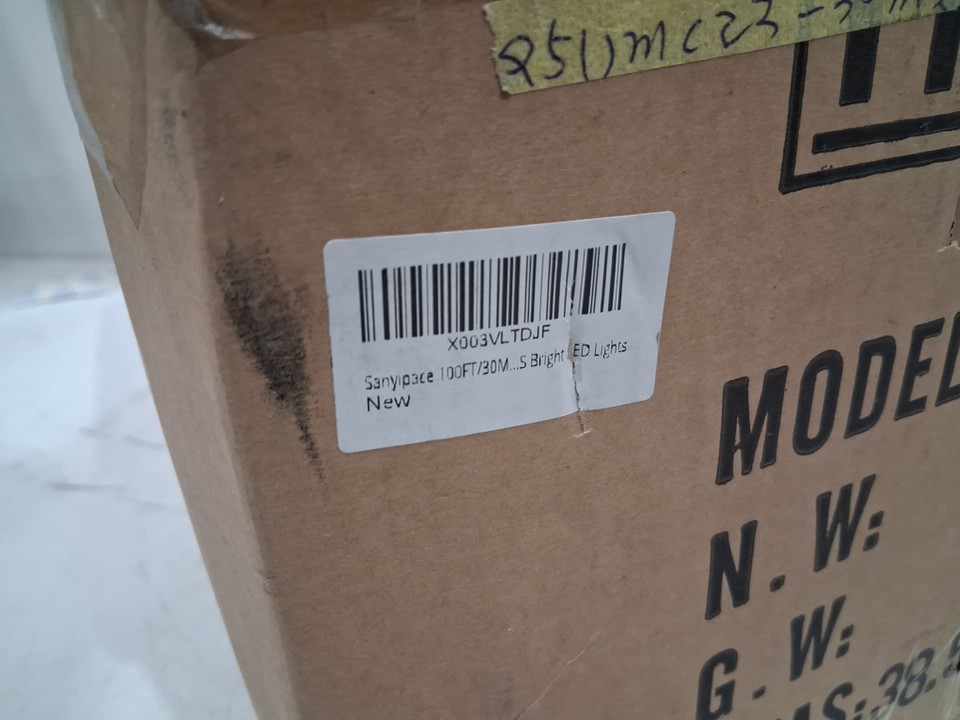 X003VLTDJF
Sanyipace 100FT/30M...S Bright LED Lights
New
MODEL
N. W:
G. W: